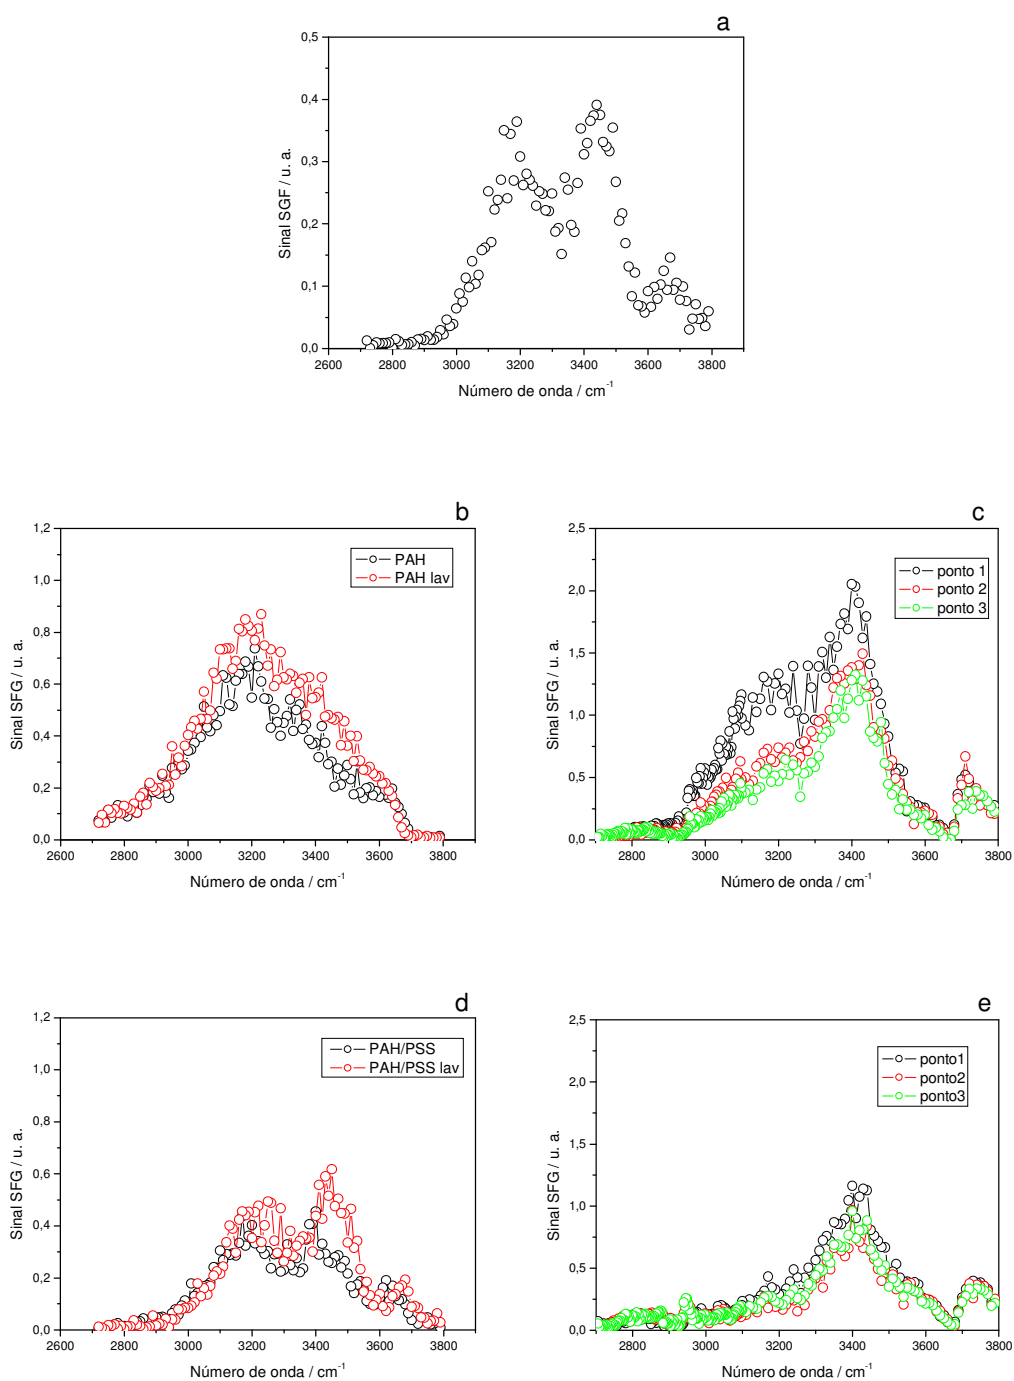 a
0,5
0,4
0,3
0,2
0,1
0,0
Sinal SGF / u. a.
2600 2800 3000 3200 3400 3600 3800
Número de onda / cm⁻¹
b
1,2
1,0
0,8
0,6
0,4
0,2
0,0
Sinal SFG / u. a.
PAH
PAH lav
2600 2800 3000 3200 3400 3600 3800
Número de onda / cm⁻¹
c
2,5
2,0
1,5
1,0
0,5
0,0
Sinal SFG / u. a.
ponto 1
ponto 2
ponto 3
2800 3000 3200 3400 3600 3800
Número de onda / cm⁻¹
d
1,2
1,0
0,8
0,6
0,4
0,2
0,0
Sinal SFG / u. a.
PAH/PSS
PAH/PSS lav
2600 2800 3000 3200 3400 3600 3800
Número de onda / cm⁻¹
e
2,5
2,0
1,5
1,0
0,5
0,0
Sinal SFG / u. a.
ponto1
ponto2
ponto3
2800 3000 3200 3400 3600 3800
Número de onda / cm⁻¹